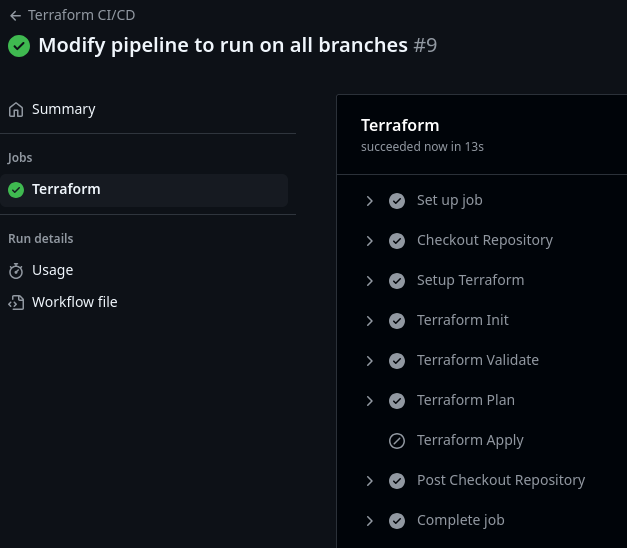 Terraform CI/CD
Modify pipeline to run on all branches #9
Summary
Jobs
Terraform
Run details
Usage
Workflow file
Terraform
succeeded now in 13s
Set up job
Checkout Repository
Setup Terraform
Terraform Init
Terraform Validate
Terraform Plan
Terraform Apply
Post Checkout Repository
Complete job